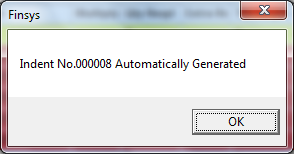 Finsys
Indent No.000008 Automatically Generated
OK